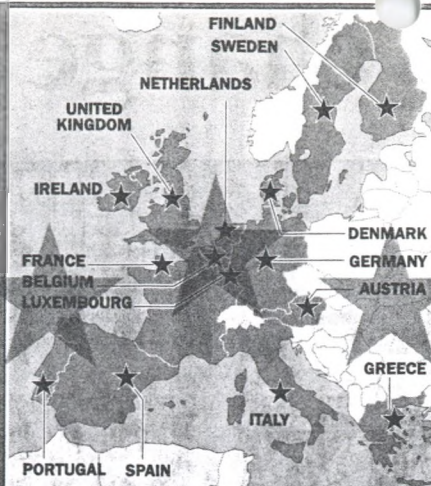 FINLAND
SWEDEN
NETHERLANDS
UNITED
KINGDOM
IRELAND
DENMARK
FRANCE
GERMANY
BELGIUM
AUSTRIA
LUXEMBOURG
GREECE
ITALY
PORTUGAL
SPAIN